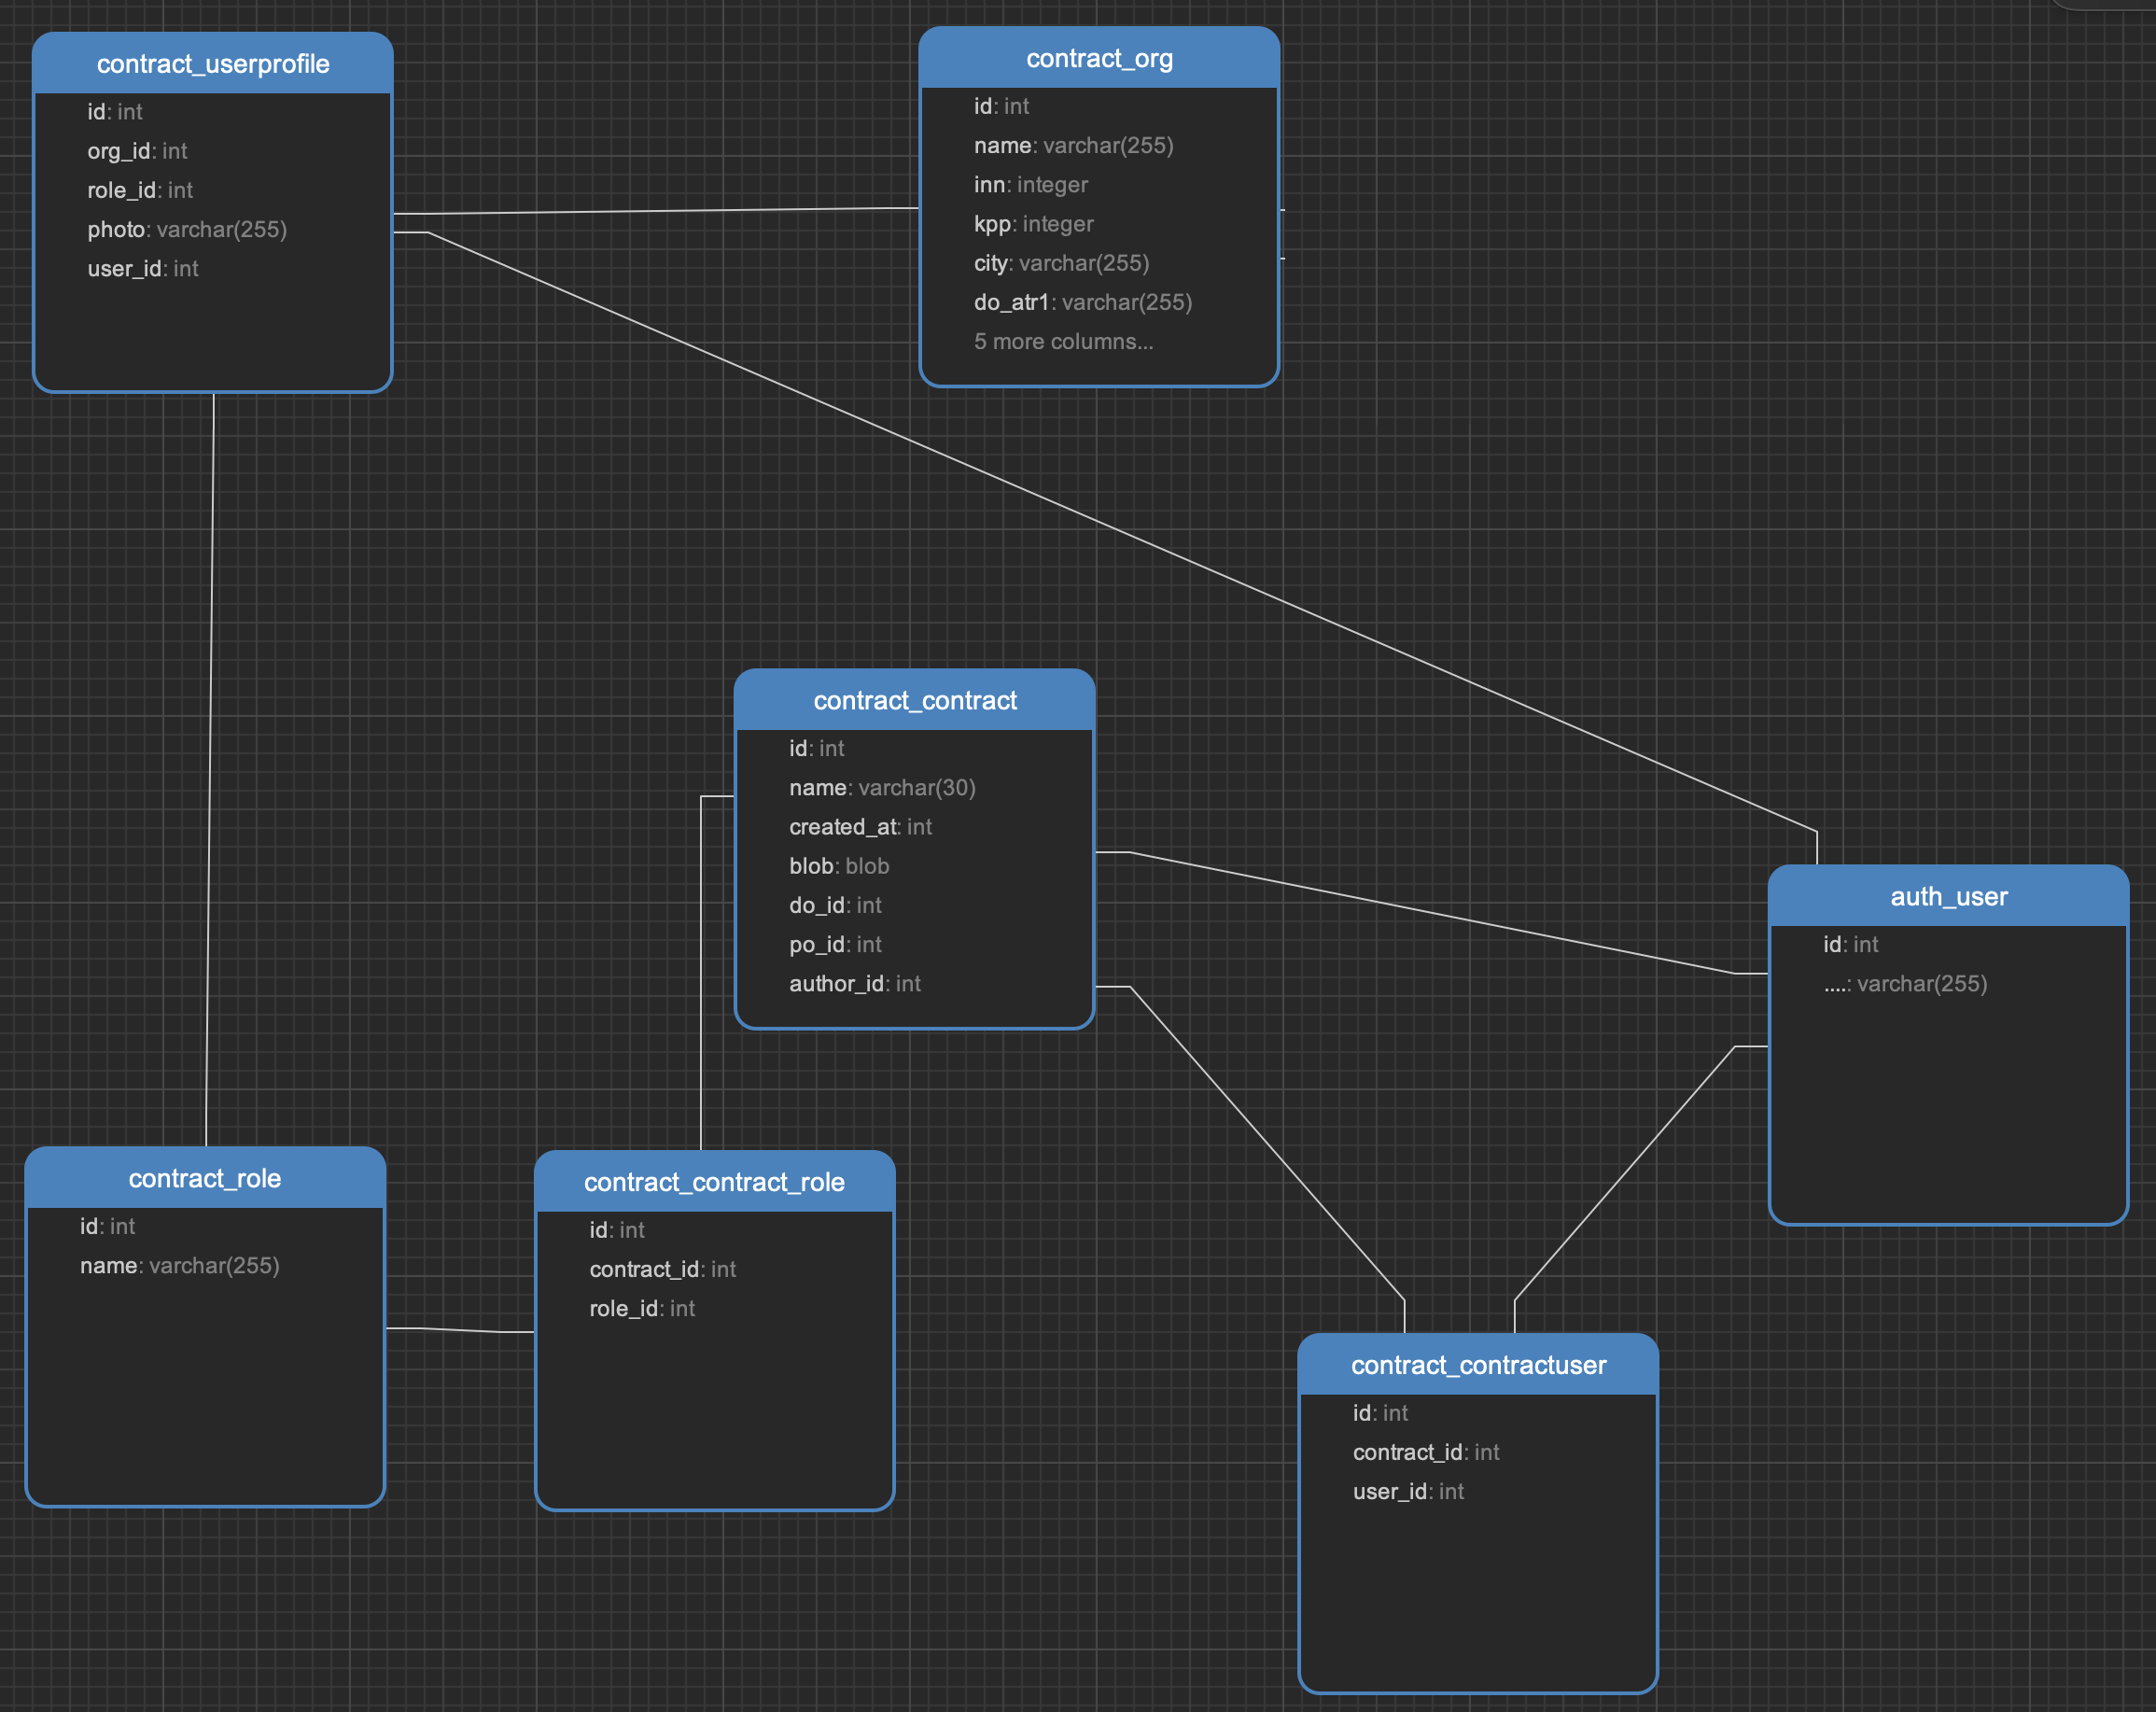 contract_userprofile
id: int
org_id: int
role_id: int
photo: varchar(255)
user_id: int
contract_org
id: int
name: varchar(255)
inn: integer
kpp: integer
city: varchar(255)
do_atr1: varchar(255)
5 more columns...
contract_contract
id: int
name: varchar(30)
created_at: int
blob: blob
do_id: int
po_id: int
author_id: int
auth_user
id: int
....: varchar(255)
contract_role
id: int
name: varchar(255)
contract_contract_role
id: int
contract_id: int
role_id: int
contract_contractuser
id: int
contract_id: int
user_id: int